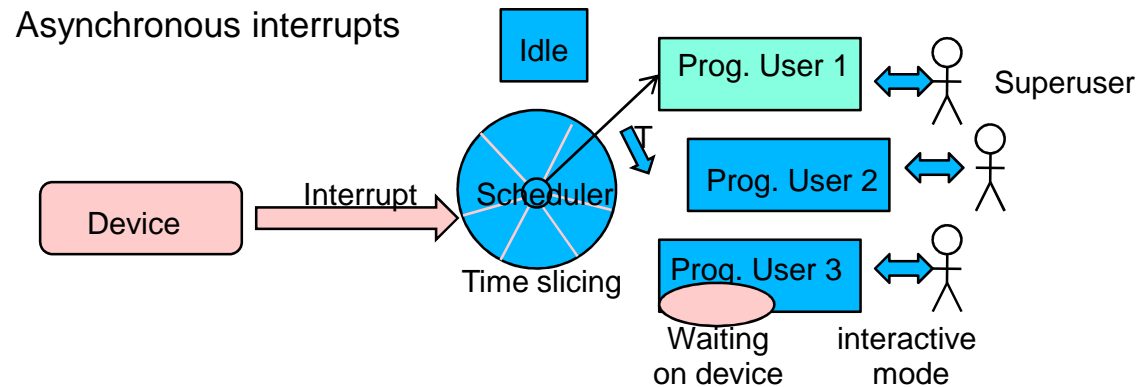 Asynchronous interrupts
Idle
Prog. User 1
Superuser
T
Prog. User 2
Interrupt
Scheduler
Device
Prog. User 3
Time slicing
Waiting
on device
interactive
mode